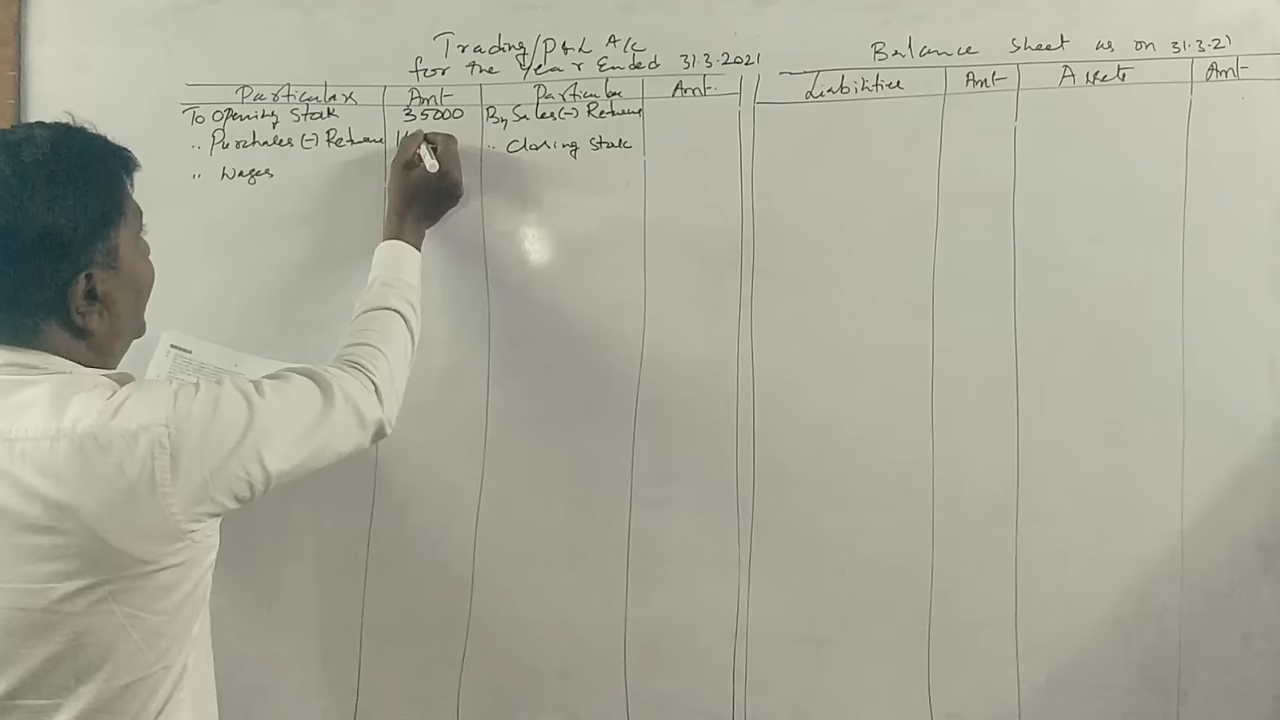 Trading/P&L A/c
for the Year Ended 31.3.2021
Particulars Amt Particular Amt.
To Opening Stock 35000 By Sales (-) Returns
" Purchases (-) Returns " Closing Stock
" Wages
Balance Sheet as on 31.3.21
Liabilities Amt Assets Amt